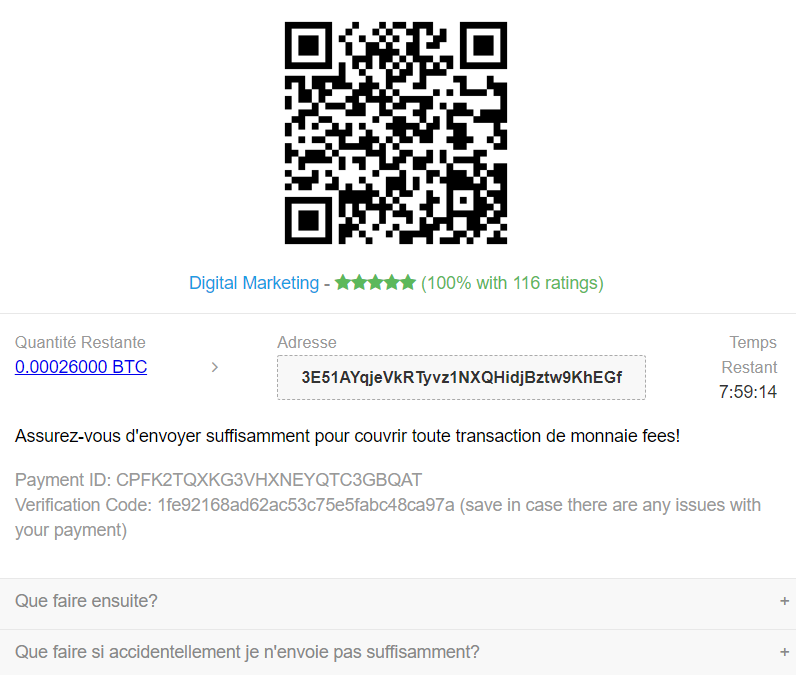 Digital Marketing - ★★★★★ (100% with 116 ratings)
Quantité Restante
0.00026000 BTC
Adresse
3E51AYqjeVkRTyvz1NXQHidjBztw9KhEGf
Temps
Restant
7:59:14
Assurez-vous d'envoyer suffisamment pour couvrir toute transaction de monnaie fees!
Payment ID: CPFK2TQXKG3VHXNEYQTC3GBQAT
Verification Code: 1fe92168ad62ac53c75e5fabc48ca97a (save in case there are any issues with
your payment)
Que faire ensuite?
Que faire si accidentellement je n'envoie pas suffisamment?